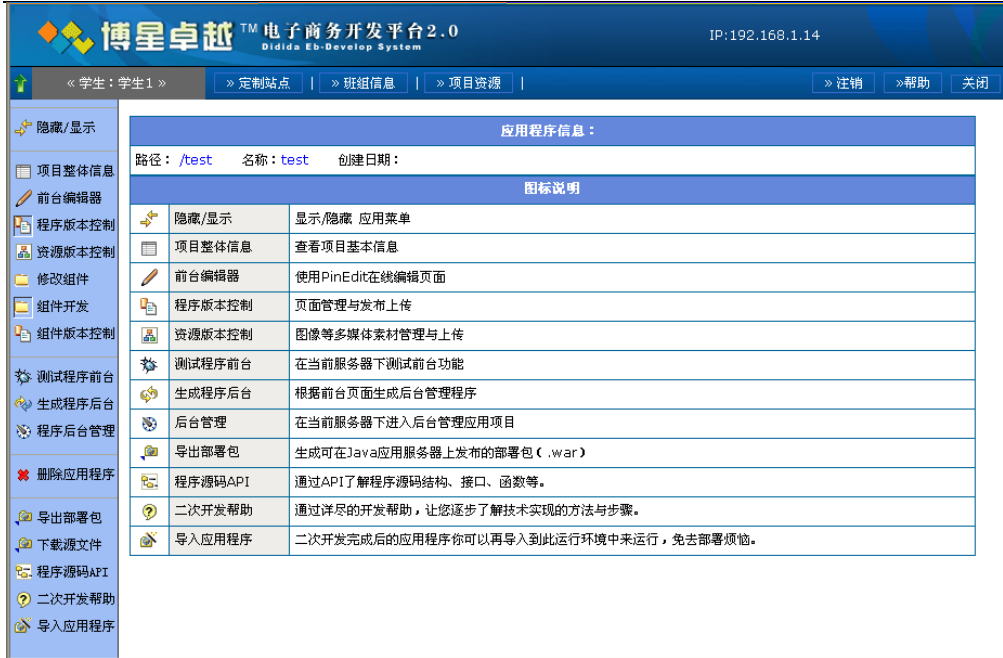 博星卓越 TM 电子商务开发平台2.0
Didida Eb-Develop System
IP:192.168.1.14
«学生：学生1 » » 定制站点 | » 班组信息 | » 项目资源 | » 注销 »帮助 关闭
隐藏/显示
项目整体信息
前台编辑器
程序版本控制
资源版本控制
修改组件
组件开发
组件版本控制
测试程序前台
生成程序后台
程序后台管理
删除应用程序
导出部署包
下载源文件
程序源码API
二次开发帮助
导入应用程序
应用程序信息：
路径： /test 名称：test 创建日期：
图标说明
隐藏/显示 显示/隐藏 应用菜单
项目整体信息 查看项目基本信息
前台编辑器 使用PinEdit在线编辑页面
程序版本控制 页面管理与发布上传
资源版本控制 图像等多媒体素材管理与上传
测试程序前台 在当前服务器下测试前台功能
生成程序后台 根据前台页面生成后台管理程序
后台管理 在当前服务器下进入后台管理应用项目
导出部署包 生成可在Java应用服务器上发布的部署包(.war)
程序源码API 通过API了解程序源码结构、接口、函数等。
二次开发帮助 通过详尽的开发帮助，让您逐步了解技术实现的方法与步骤。
导入应用程序 二次开发完成后的应用程序你可以再导入到此运行环境中来运行，免去部署烦恼。